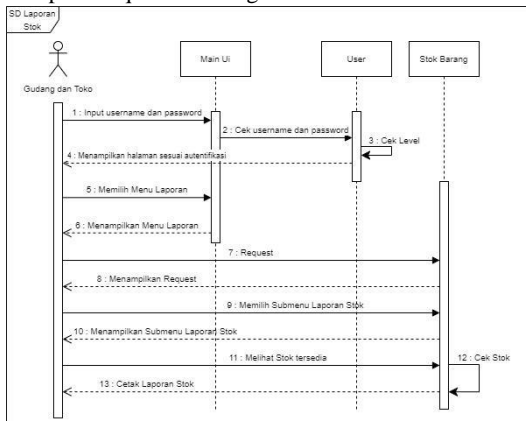 SD Laporan
Stok
Main Ui
User
Stok Barang
Gudang dan Toko
1 : Input username dan password
2 : Cek username dan password
3 : Cek Level
4 : Menampilkan halaman sesuai autentifikasi
5 : Memilih Menu Laporan
6 : Menampilkan Menu Laporan
7 : Request
8 : Menampilkan Request
9 : Memilih Submenu Laporan Stok
10 : Menampilkan Submenu Laporan Stok
11 : Melihat Stok tersedia
12 : Cek Stok
13 : Cetak Laporan Stok